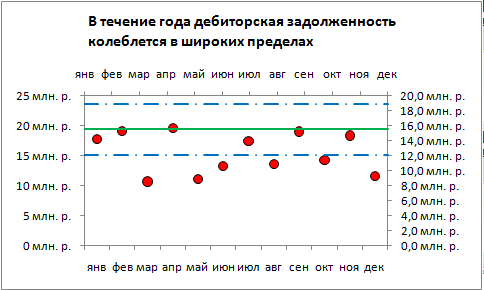 В течение года дебиторская задолженность
колеблется в широких пределах
янв фев мар апр май июн июл авг сен окт ноя дек
25 млн. р. 20,0 млн. р.
18,0 млн. р.
20 млн. р. 16,0 млн. р.
14,0 млн. р.
15 млн. р. 12,0 млн. р.
10,0 млн. р.
10 млн. р. 8,0 млн. р.
6,0 млн. р.
5 млн. р. 4,0 млн. р.
2,0 млн. р.
0 млн. р. 0,0 млн. р.
янв фев мар апр май июн июл авг сен окт ноя дек